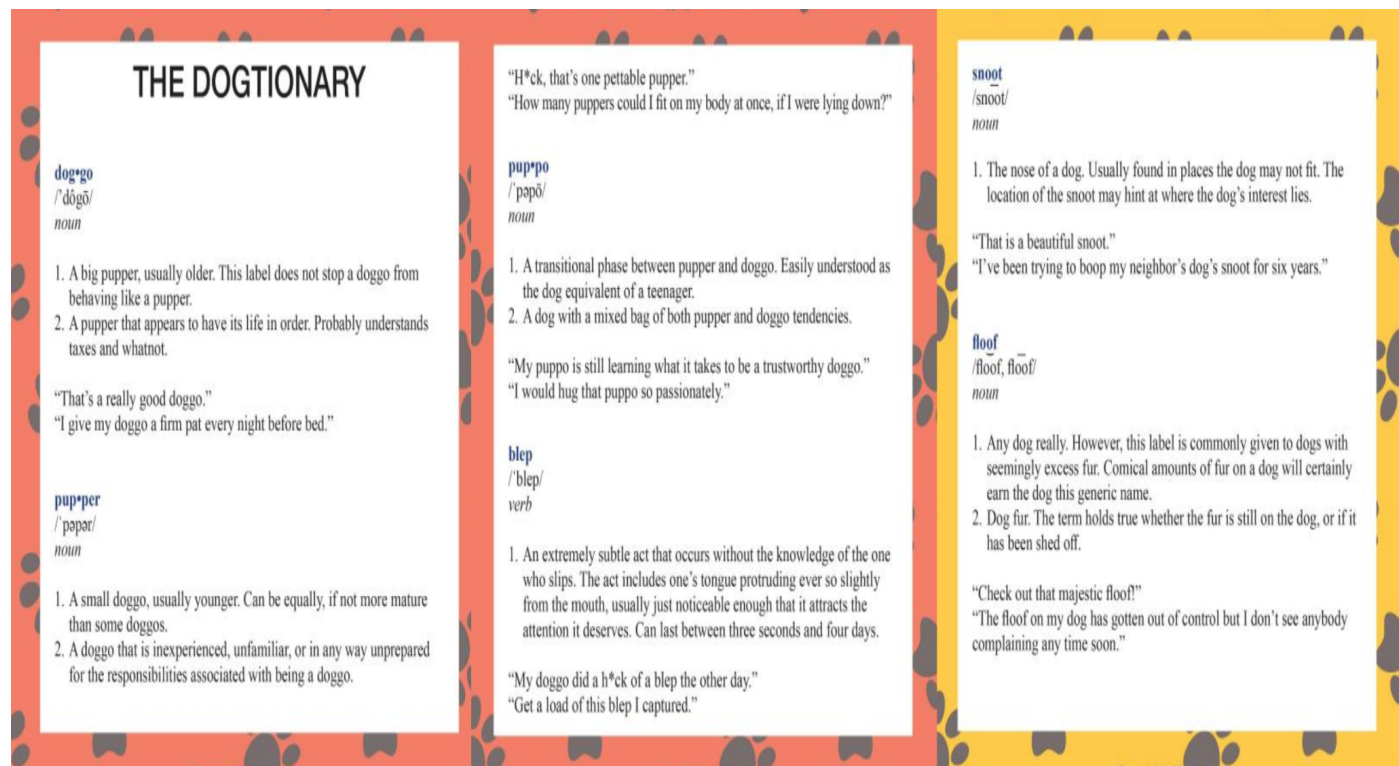 THE DOGTIONARY
dog•go
/ˈdôgō/
noun
1. A big pupper, usually older. This label does not stop a doggo from
behaving like a pupper.
2. A pupper that appears to have its life in order. Probably understands
taxes and whatnot.
“That’s a really good doggo.”
“I give my doggo a firm pat every night before bed.”
pup•per
/ˈpəpər/
noun
1. A small doggo, usually younger. Can be equally, if not more mature
than some doggos.
2. A doggo that is inexperienced, unfamiliar, or in any way unprepared
for the responsibilities associated with being a doggo.
“H*ck, that’s one pettable pupper.”
“How many puppers could I fit on my body at once, if I were lying down?”
pup•po
/ˈpəpō/
noun
1. A transitional phase between pupper and doggo. Easily understood as
the dog equivalent of a teenager.
2. A dog with a mixed bag of both pupper and doggo tendencies.
“My puppo is still learning what it takes to be a trustworthy doggo.”
“I would hug that puppo so passionately.”
blep
/ˈblep/
verb
1. An extremely subtle act that occurs without the knowledge of the one
who slips. The act includes one’s tongue protruding ever so slightly
from the mouth, usually just noticeable enough that it attracts the
attention it deserves. Can last between three seconds and four days.
“My doggo did a h*ck of a blep the other day.”
“Get a load of this blep I captured.”
snoot
/sno͞ot/
noun
1. The nose of a dog. Usually found in places the dog may not fit. The
location of the snoot may hint at where the dog’s interest lies.
“That is a beautiful snoot.”
“I’ve been trying to boop my neighbor’s dog’s snoot for six years.”
floof
/flo͝of, flo͞of/
noun
1. Any dog really. However, this label is commonly given to dogs with
seemingly excess fur. Comical amounts of fur on a dog will certainly
earn the dog this generic name.
2. Dog fur. The term holds true whether the fur is still on the dog, or if it
has been shed off.
“Check out that majestic floof!”
“The floof on my dog has gotten out of control but I don’t see anybody
complaining any time soon.”